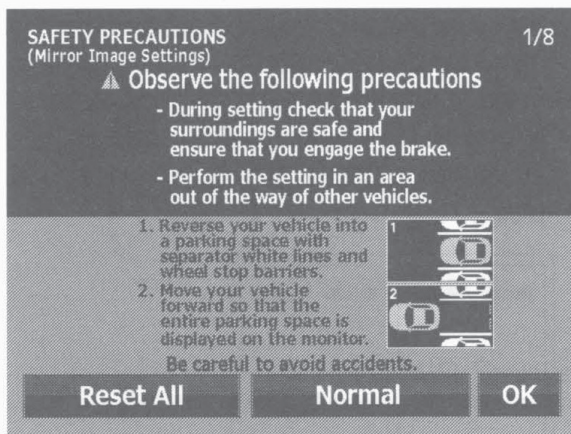 SAFETY PRECAUTIONS 1/8
(Mirror Image Settings)
Observe the following precautions
- During setting check that your
surroundings are safe and
ensure that you engage the brake.
- Perform the setting in an area
out of the way of other vehicles.
1. Reverse your vehicle into
a parking space with
separator white lines and
wheel stop barriers.
2. Move your vehicle
forward so that the
entire parking space is
displayed on the monitor.
1
2
Be careful to avoid accidents.
Reset All Normal OK